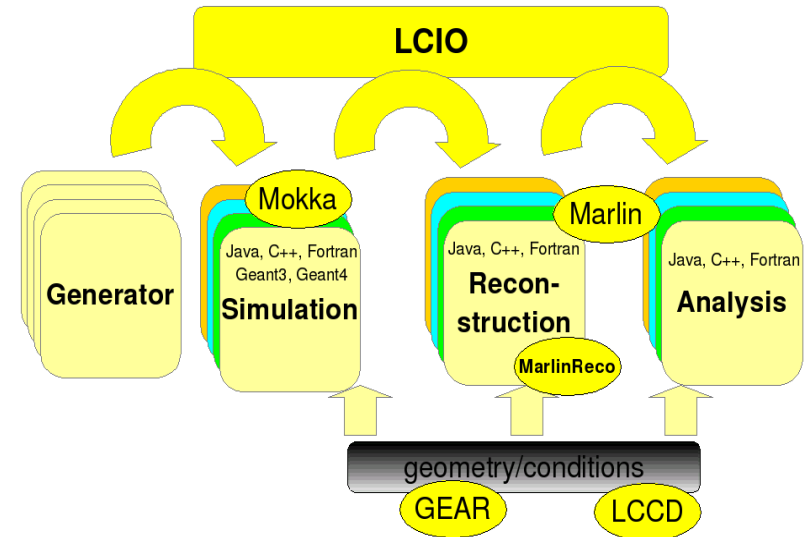 LCIO
Generator
Mokka
Java, C++, Fortran
Geant3, Geant4
Simulation
Java, C++, Fortran
Recon-
struction
MarlinReco
Marlin
Java, C++, Fortran
Analysis
geometry/conditions
GEAR
LCCD